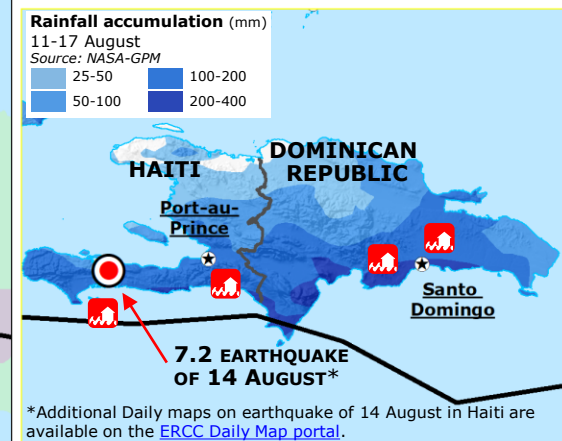 Rainfall accumulation (mm)
11-17 August
Source: NASA-GPM
25-50
100-200
50-100
200-400
DOMINICAN
REPUBLIC
HAITI
Port-au-
Prince
Santo
Domingo
7.2 EARTHQUAKE
OF 14 AUGUST*
*Additional Daily maps on earthquake of 14 August in Haiti are
available on the ERCC Daily Map portal.